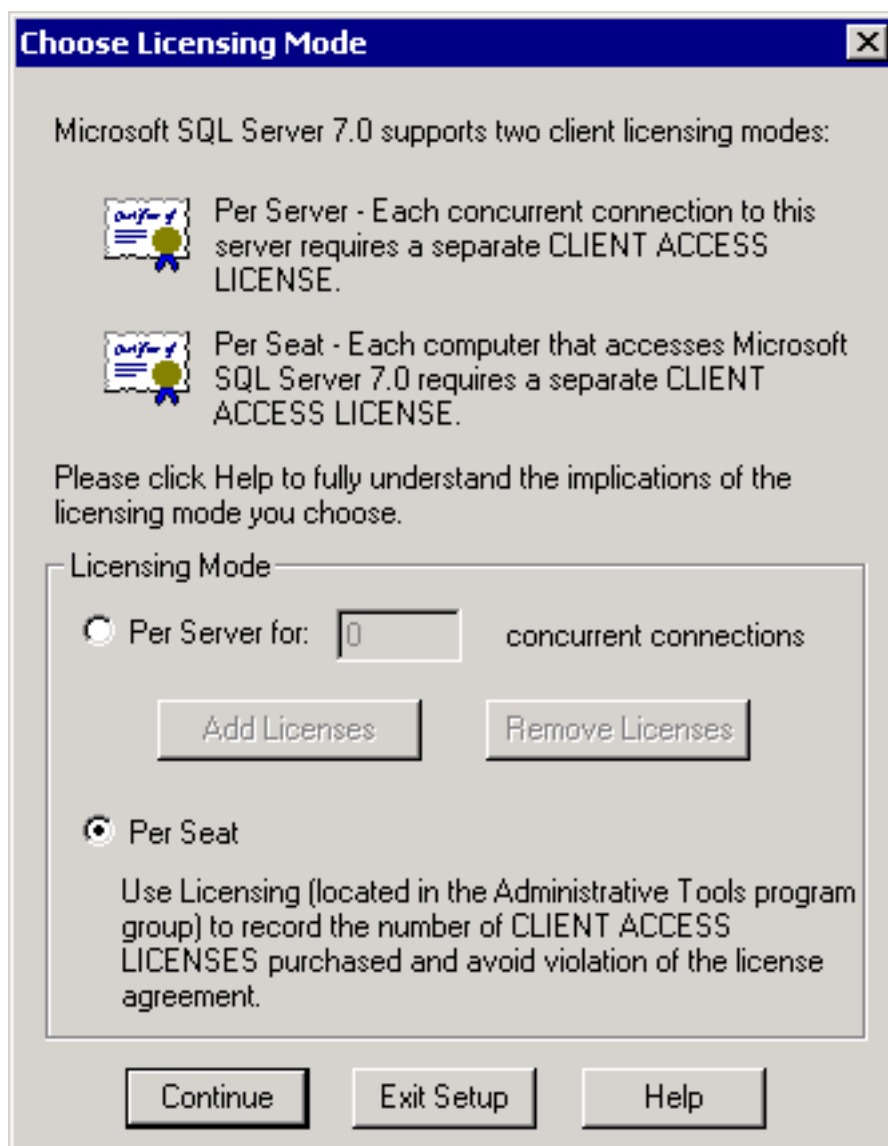 Choose Licensing Mode
Microsoft SQL Server 7.0 supports two client licensing modes:
Per Server - Each concurrent connection to this
server requires a separate CLIENT ACCESS
LICENSE.
Per Seat - Each computer that accesses Microsoft
SQL Server 7.0 requires a separate CLIENT
ACCESS LICENSE.
Please click Help to fully understand the implications of the
licensing mode you choose.
Licensing Mode
Per Server for: 0 concurrent connections
Add Licenses Remove Licenses
Per Seat
Use Licensing (located in the Administrative Tools program
group) to record the number of CLIENT ACCESS
LICENSES purchased and avoid violation of the license
agreement.
Continue Exit Setup Help